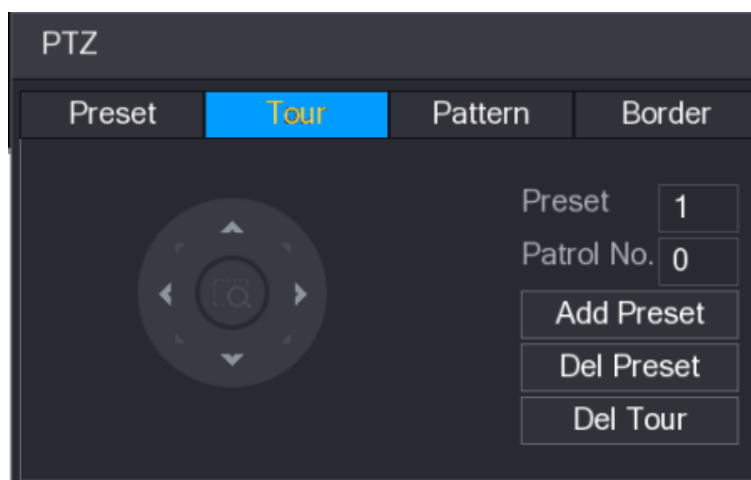 PTZ
Preset Tour Pattern Border
Preset 1
Patrol No. 0
Add Preset
Del Preset
Del Tour